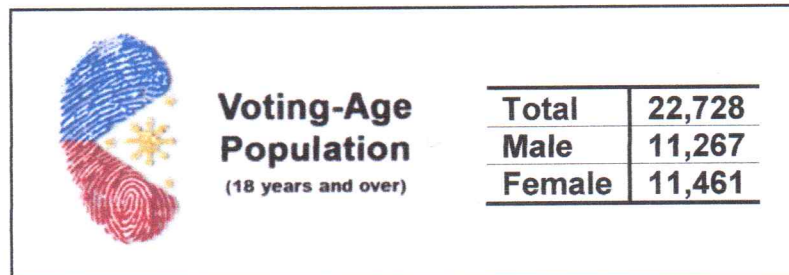 Voting-Age
Population
(18 years and over)
Total 22,728
Male 11,267
Female 11,461